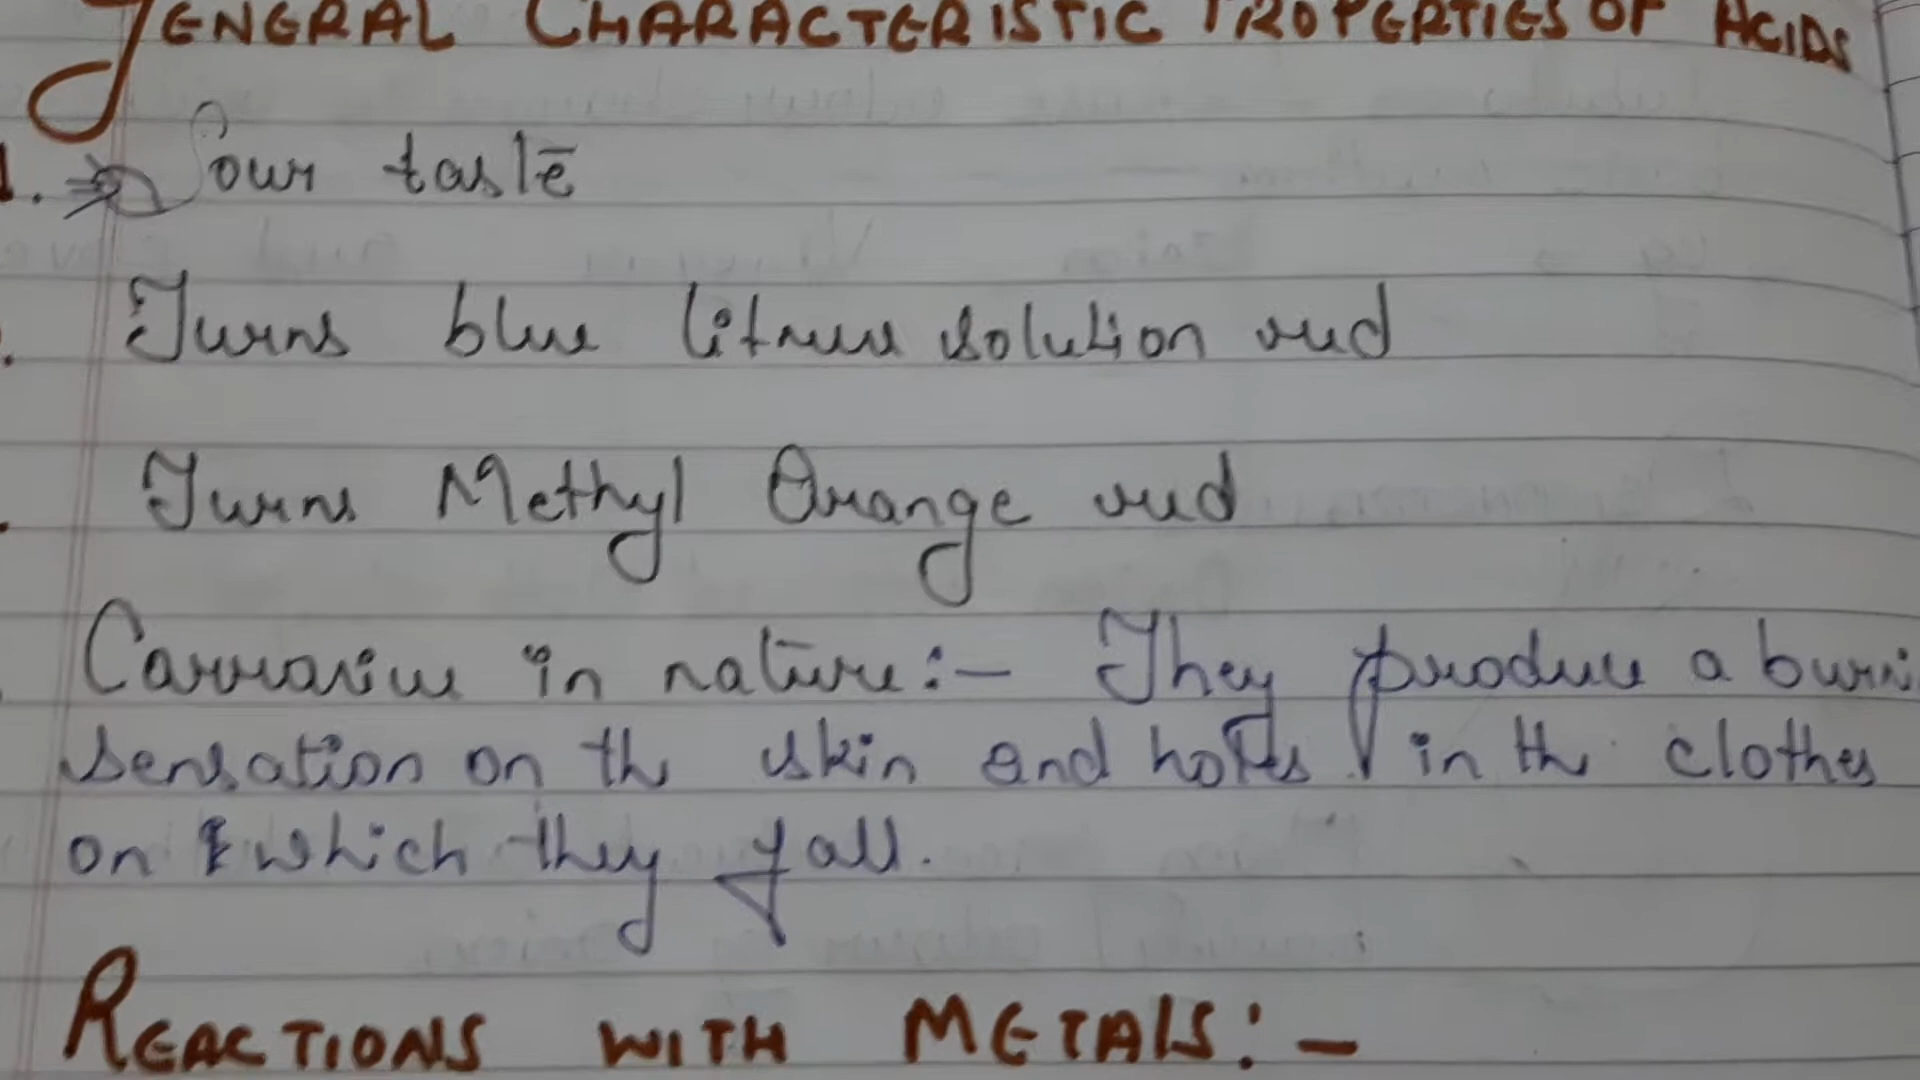 GENERAL CHARACTERISTIC PROPERTIES OF ACIDS
1. Sour taste
Turns blue litmus solution red
Turns Methyl Orange red
Corrosive in nature:- They produce a burni
sensation on the skin and holes in the clothes
on which they fall.
REACTIONS WITH METALS:-